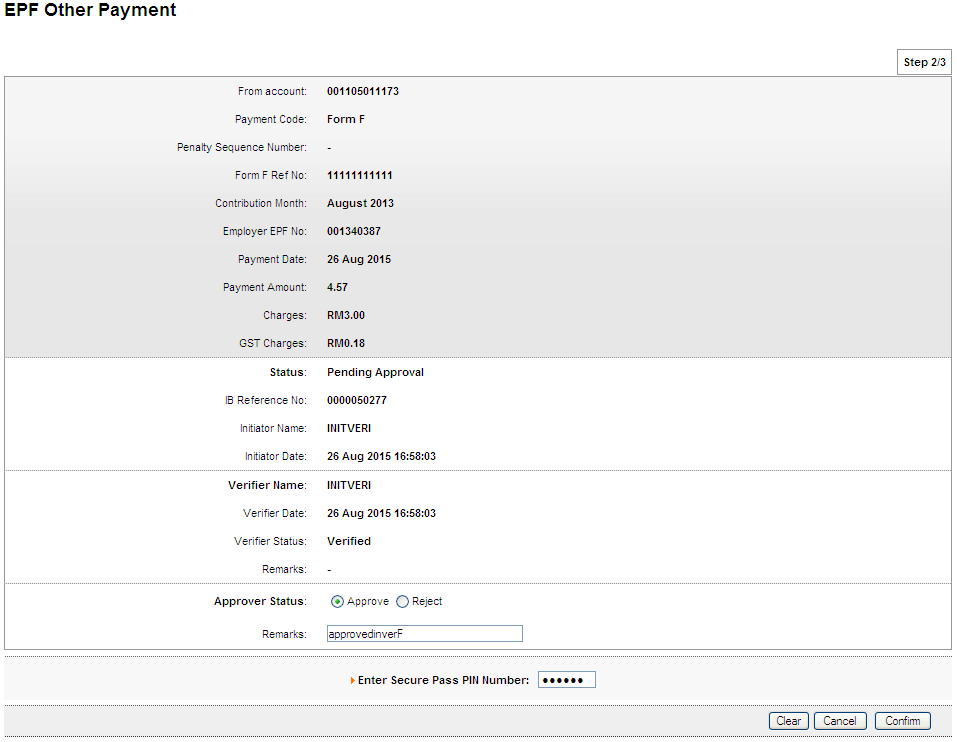 EPF Other Payment
Step 2/3
From account: 001105011173
Payment Code: Form F
Penalty Sequence Number: -
Form F Ref No: 11111111111
Contribution Month: August 2013
Employer EPF No: 001340387
Payment Date: 26 Aug 2015
Payment Amount: 4.57
Charges: RM3.00
GST Charges: RM0.18
Status: Pending Approval
IB Reference No: 0000050277
Initiator Name: INITVERI
Initiator Date: 26 Aug 2015 16:58:03
Verifier Name: INITVERI
Verifier Date: 26 Aug 2015 16:58:03
Verifier Status: Verified
Remarks: -
Approver Status: Approve Reject
Remarks: approvedinverF
Enter Secure Pass PIN Number: ••••••
Clear Cancel Confirm